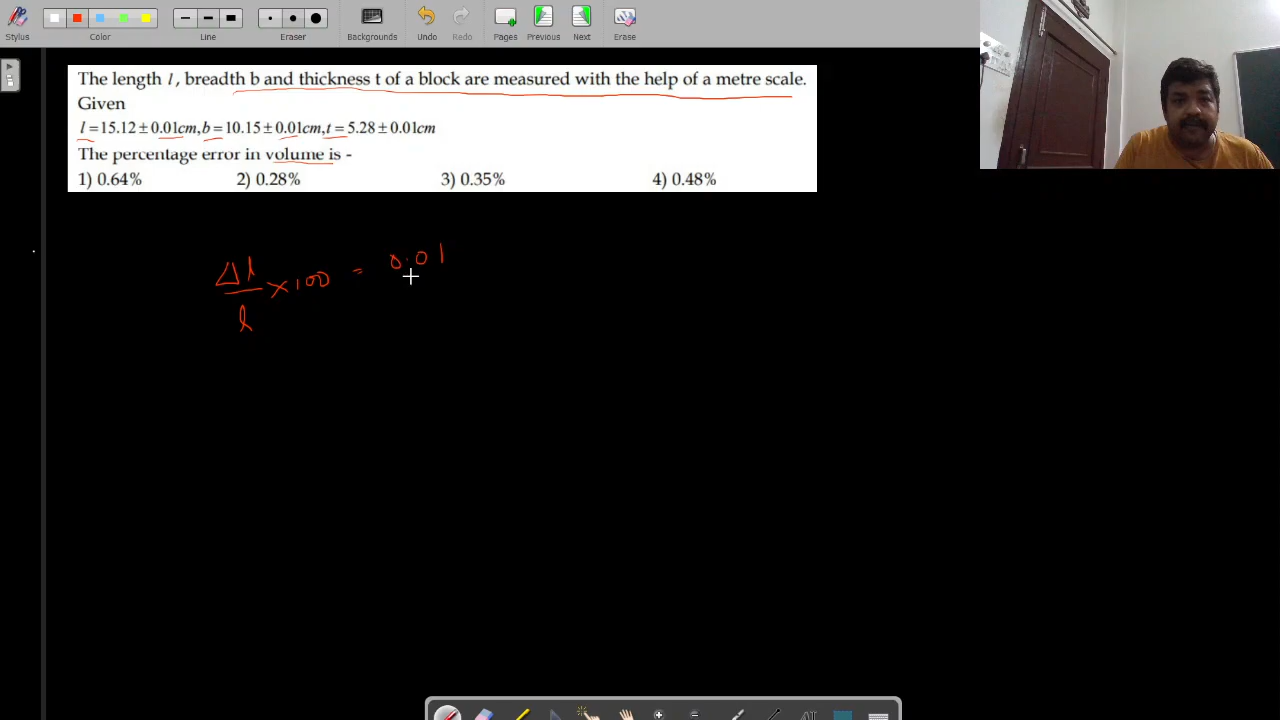 Stylus
Color
Line
Eraser
Backgrounds
Undo
Redo
Pages
Previous
Next
Erase
The length l, breadth b and thickness t of a block are measured with the help of a metre scale.
Given
l =15.12±0.01cm, b = 10.15±0.01cm, t = 5.28±0.01cm
The percentage error in volume is -
1) 0.64% 2) 0.28% 3) 0.35% 4) 0.48%
Δl/l × 100 = 0.01